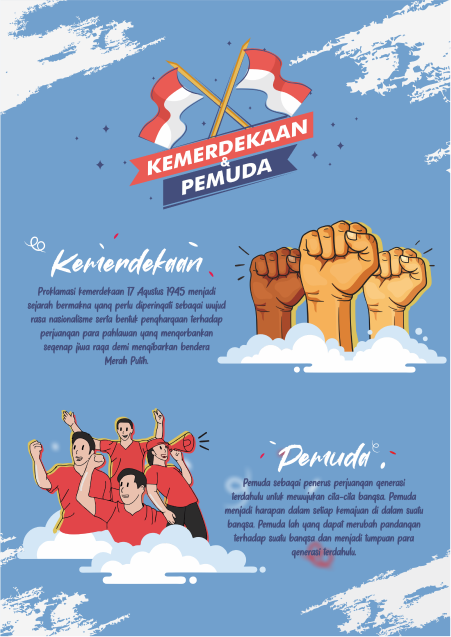 KEMERDEKAAN
&
PEMUDA
Kemerdekaan
Proklamasi kemerdekaan 17 Agustus 1945 menjadi
sejarah bermakna yang perlu diperingati sebagai wujud
rasa nasionalisme serta bentuk penghargaan terhadap
perjuangan para pahlawan yang mengorbankan
segenap jiwa raga demi mengibarkan bendera
Merah Putih.
Pemuda
Pemuda sebagai penerus perjuangan generasi
terdahulu untuk mewujukan cita-cita bangsa. Pemuda
menjadi harapan dalam setiap kemajuan di dalam suatu
bangsa. Pemuda lah yang dapat merubah pandangan
terhadap suatu bangsa dan menjadi tumpuan para
generasi terdahulu.